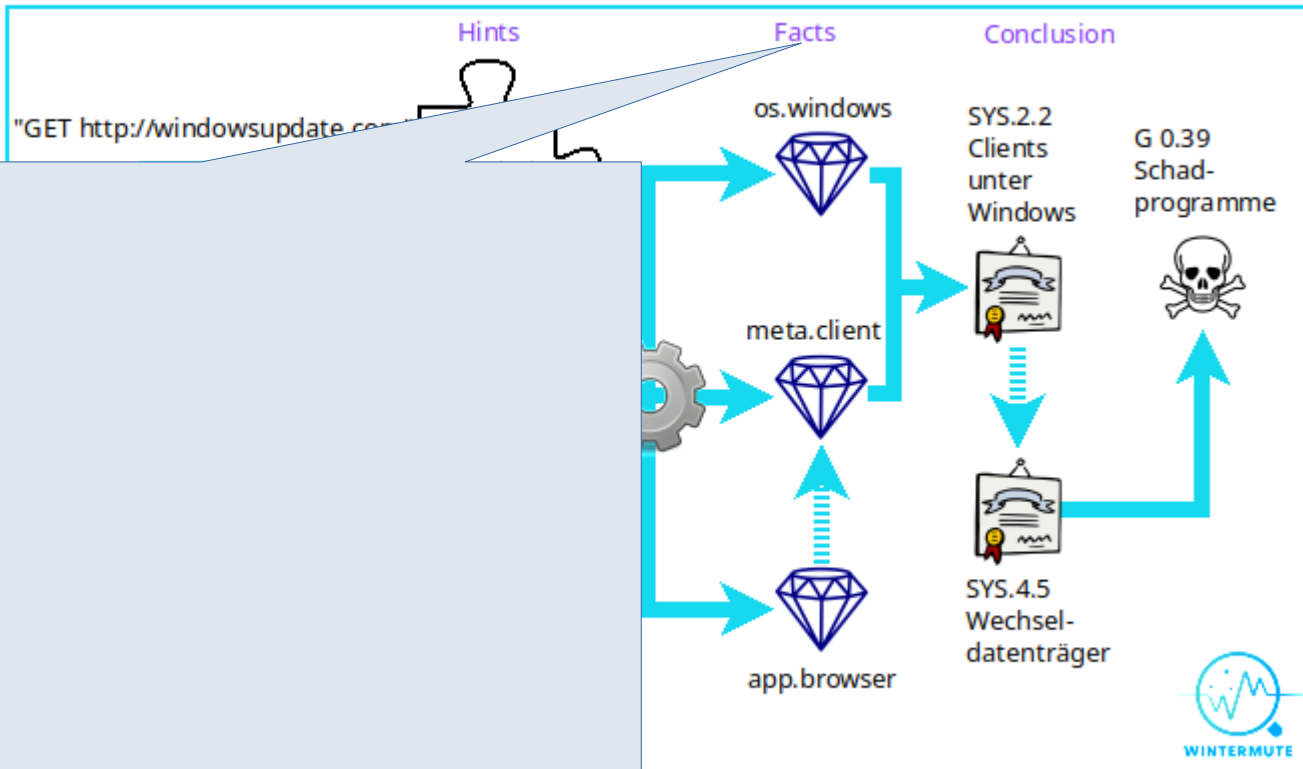 Hints
Facts
Conclusion
"GET http://windowsupdate.com"
os.windows
SYS.2.2
Clients
unter
Windows
G 0.39
Schad-
programme
meta.client
SYS.4.5
Wechsel-
datenträger
app.browser
WINTERMUTE